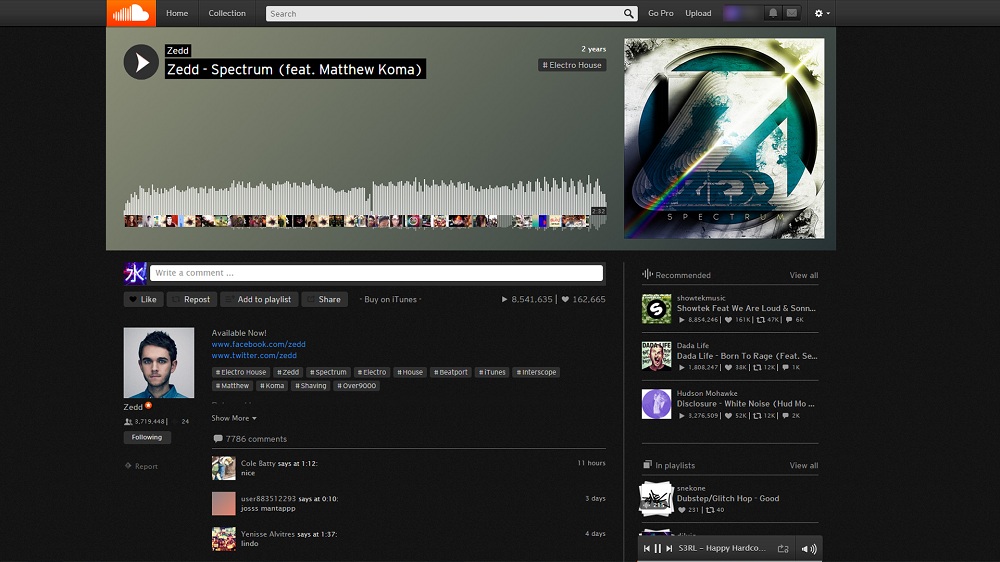 Home
Collection
Search
Go Pro
Upload
Zedd
Zedd - Spectrum (feat. Matthew Koma)
2 years
# Electro House
2:32
SPECTRUM
Write a comment ...
Like
Repost
Add to playlist
Share
- Buy on iTunes -
8,541,635
162,665
Available Now!
www.facebook.com/zedd
www.twitter.com/zedd
# Electro House # Zedd # Spectrum # Electro # House # Beatport # iTunes # Interscope
# Matthew # Koma # Shaving # Over9000
Show More
Zedd
3,719,448 | 24
Following
Report
7786 comments
Cole Batty says at 1:12:
nice
11 hours
user883512293 says at 0:10:
josss mantappp
3 days
Yenisse Alvitres says at 1:37:
lindo
4 days
Recommended
View all
showtekmusic
Showtek Feat We Are Loud & Sonn...
8,854,246 | 161K | 47K | 6K
Dada Life
Dada Life - Born To Rage (Feat. Se...
1,808,247 | 38K | 12K | 1K
Hudson Mohawke
Disclosure - White Noise (Hud Mo ...
3,276,509 | 52K | 12K | 2K
In playlists
View all
snekone
Dubstep/Glitch Hop - Good
231 | 40
S3RL - Happy Hardco...
水